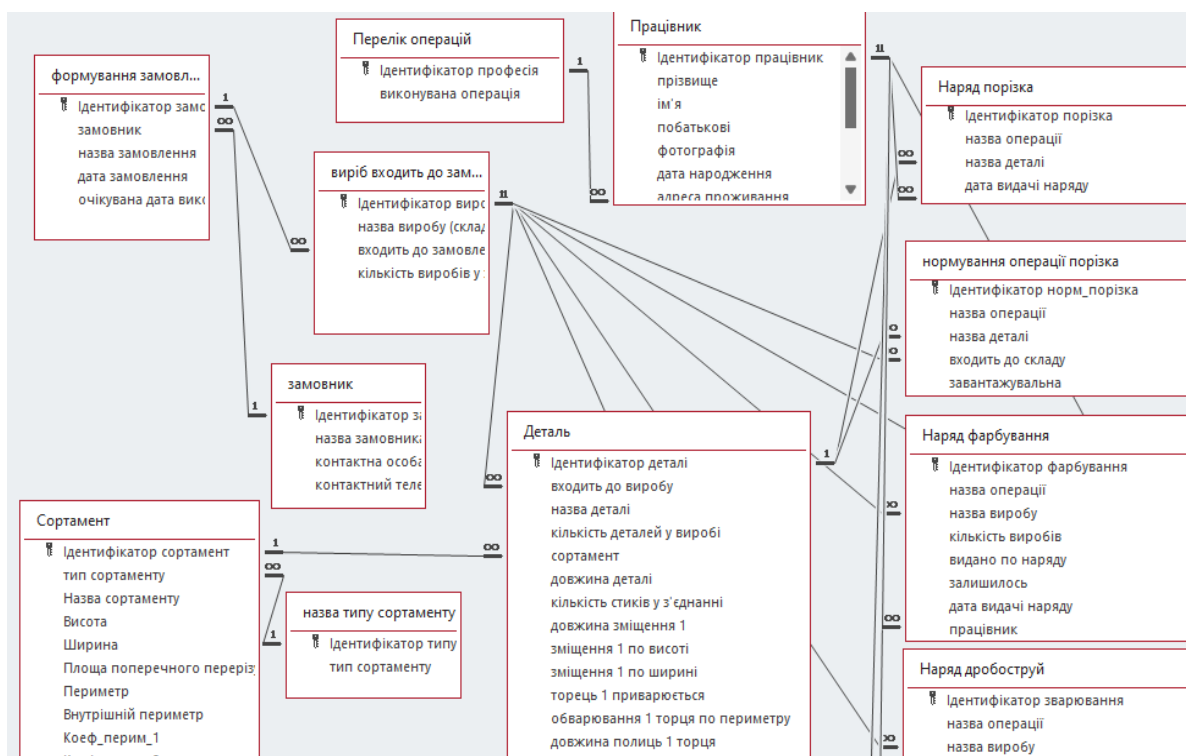 формування замовл...
Ідентифікатор замо
замовник
назва замовлення
дата замовлення
очікувана дата вико
Перелік операцій
Ідентифікатор професія
виконувана операція
Працівник
Ідентифікатор працівник
прізвище
ім'я
побатькові
фотографія
дата народження
адреса проживання
Наряд порізка
Ідентифікатор порізка
назва операції
назва деталі
дата видачі наряду
виріб входить до зам...
Ідентифікатор виро
назва виробу (склад
входить до замовле
кількість виробів у з
нормування операції порізка
Ідентифікатор норм_порізка
назва операції
назва деталі
входить до складу
завантажувальна
замовник
Ідентифікатор за
назва замовника
контактна особа
контактний теле
Деталь
Ідентифікатор деталі
входить до виробу
назва деталі
кількість деталей у виробі
сортамент
довжина деталі
кількість стиків у з'єднанні
довжина зміщення 1
зміщення 1 по висоті
зміщення 1 по ширині
торець 1 приварюється
обварювання 1 торця по периметру
довжина полиць 1 торця
Наряд фарбування
Ідентифікатор фарбування
назва операції
назва виробу
кількість виробів
видано по наряду
залишилось
дата видачі наряду
працівник
Сортамент
Ідентифікатор сортамент
тип сортаменту
Назва сортаменту
Висота
Ширина
Площа поперечного переріз
Периметр
Внутрішній периметр
Коеф_перим_1
назва типу сортаменту
Ідентифікатор типу
тип сортаменту
Наряд дробоструй
Ідентифікатор зварювання
назва операції
назва виробу